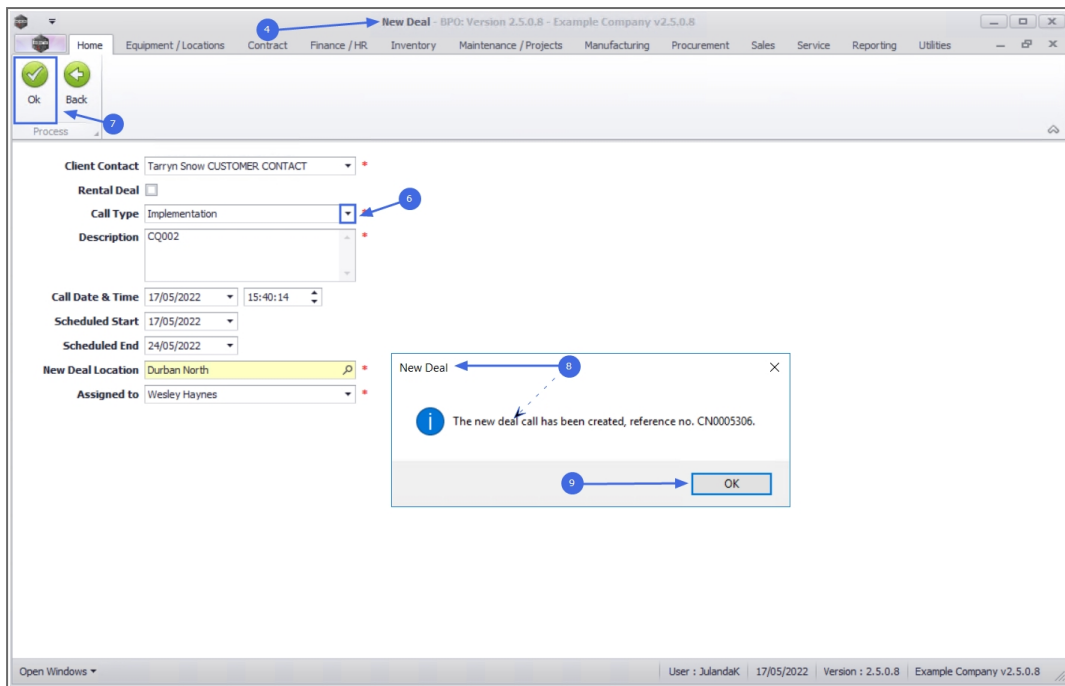 4
New Deal - BPO: Version 2.5.0.8 - Example Company v2.5.0.8
Home Equipment / Locations Contract Finance / HR Inventory Maintenance / Projects Manufacturing Procurement Sales Service Reporting Utilities
Ok Back
7
Process
Client Contact Tarryn Snow CUSTOMER CONTACT *
Rental Deal
6
Call Type Implementation *
Description CQ002 *
Call Date & Time 17/05/2022 15:40:14
Scheduled Start 17/05/2022
Scheduled End 24/05/2022
New Deal Location Durban North *
Assigned to Wesley Haynes *
New Deal 8
i The new deal call has been created, reference no. CN0005306.
9 OK
Open Windows User : JulandaK 17/05/2022 Version : 2.5.0.8 Example Company v2.5.0.8